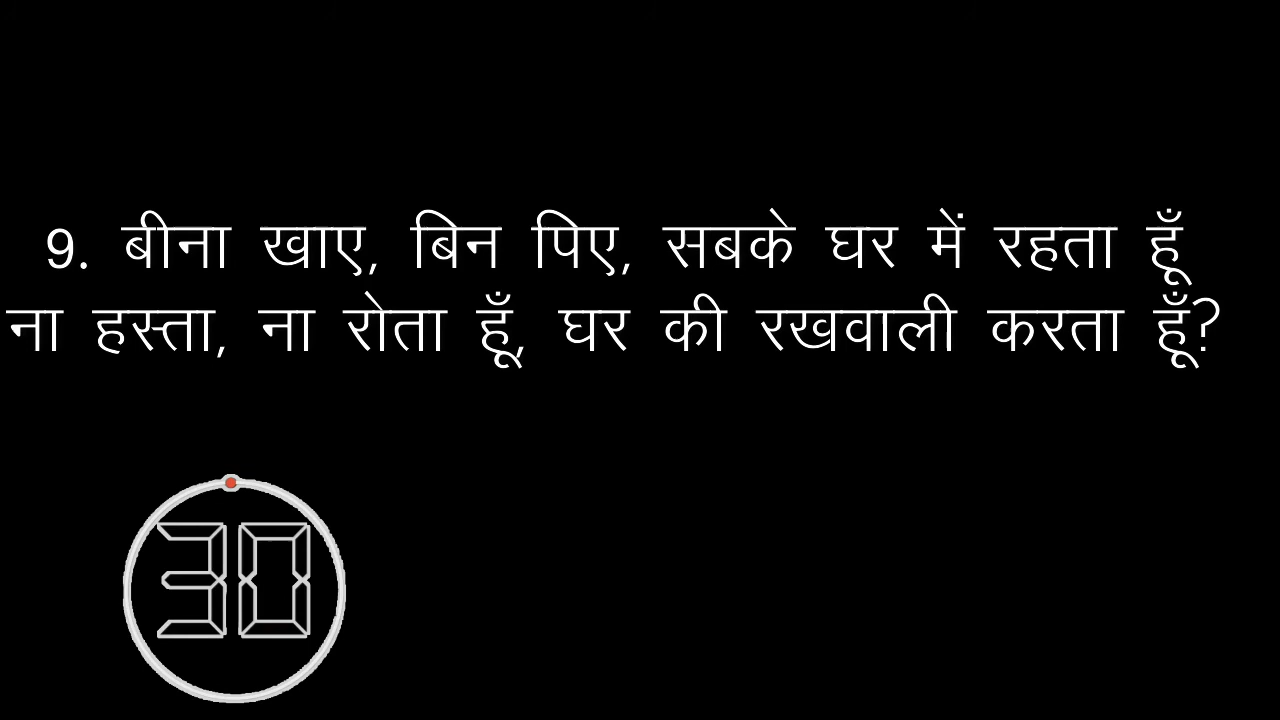 9. बीना खाए, बिन पिए, सबके घर में रहता हूँ
ना हस्ता, ना रोता हूँ, घर की रखवाली करता हूँ?
30